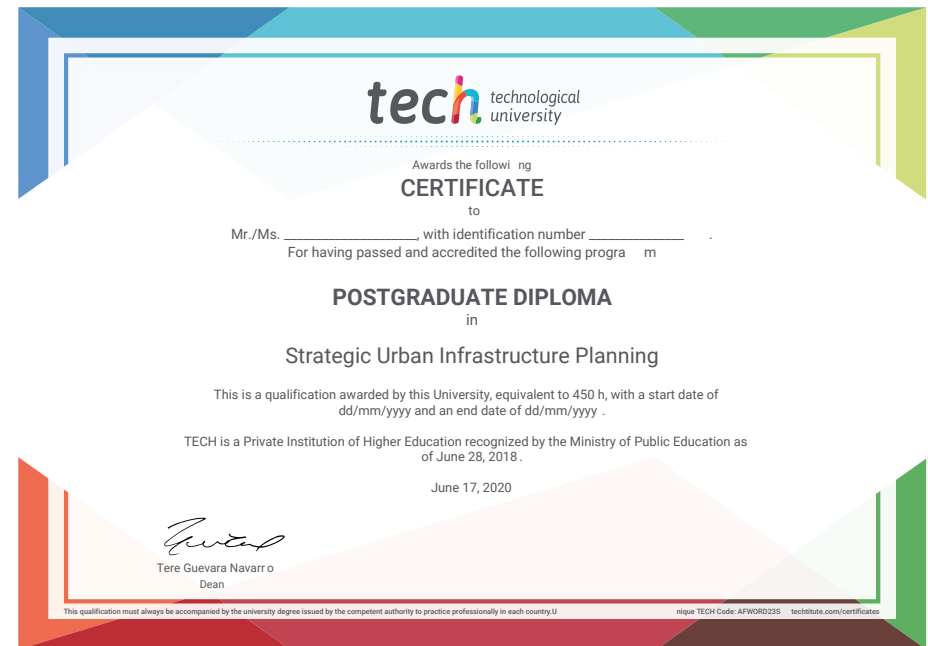 tech technological
university
Awards the followi ng
CERTIFICATE
to
Mr./Ms. ____________________, with identification number ______________ .
For having passed and accredited the following progra m
POSTGRADUATE DIPLOMA
in
Strategic Urban Infrastructure Planning
This is a qualification awarded by this University, equivalent to 450 h, with a start date of
dd/mm/yyyy and an end date of dd/mm/yyyy .
TECH is a Private Institution of Higher Education recognized by the Ministry of Public Education as
of June 28, 2018 .
June 17, 2020
Tere Guevara Navarr o
Dean
This qualification must always be accompanied by the university degree issued by the competent authority to practice professionally in each country.U nique TECH Code: AFWORD23S techtitute.com/certificates